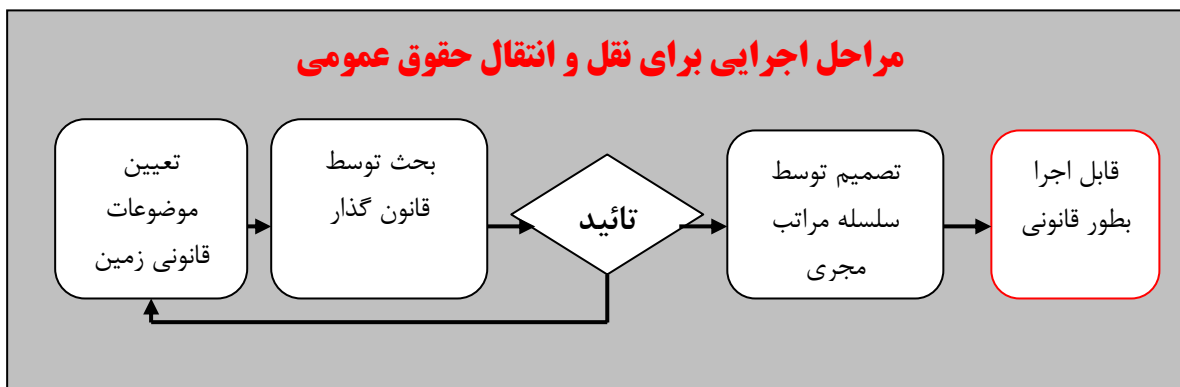 مراحل اجرایی برای نقل و انتقال حقوق عمومی
تعیین
موضوعات
قانونی زمین
بحث توسط
قانون گذار
تائید
تصمیم توسط
سلسله مراتب
مجری
قابل اجرا
بطور قانونی